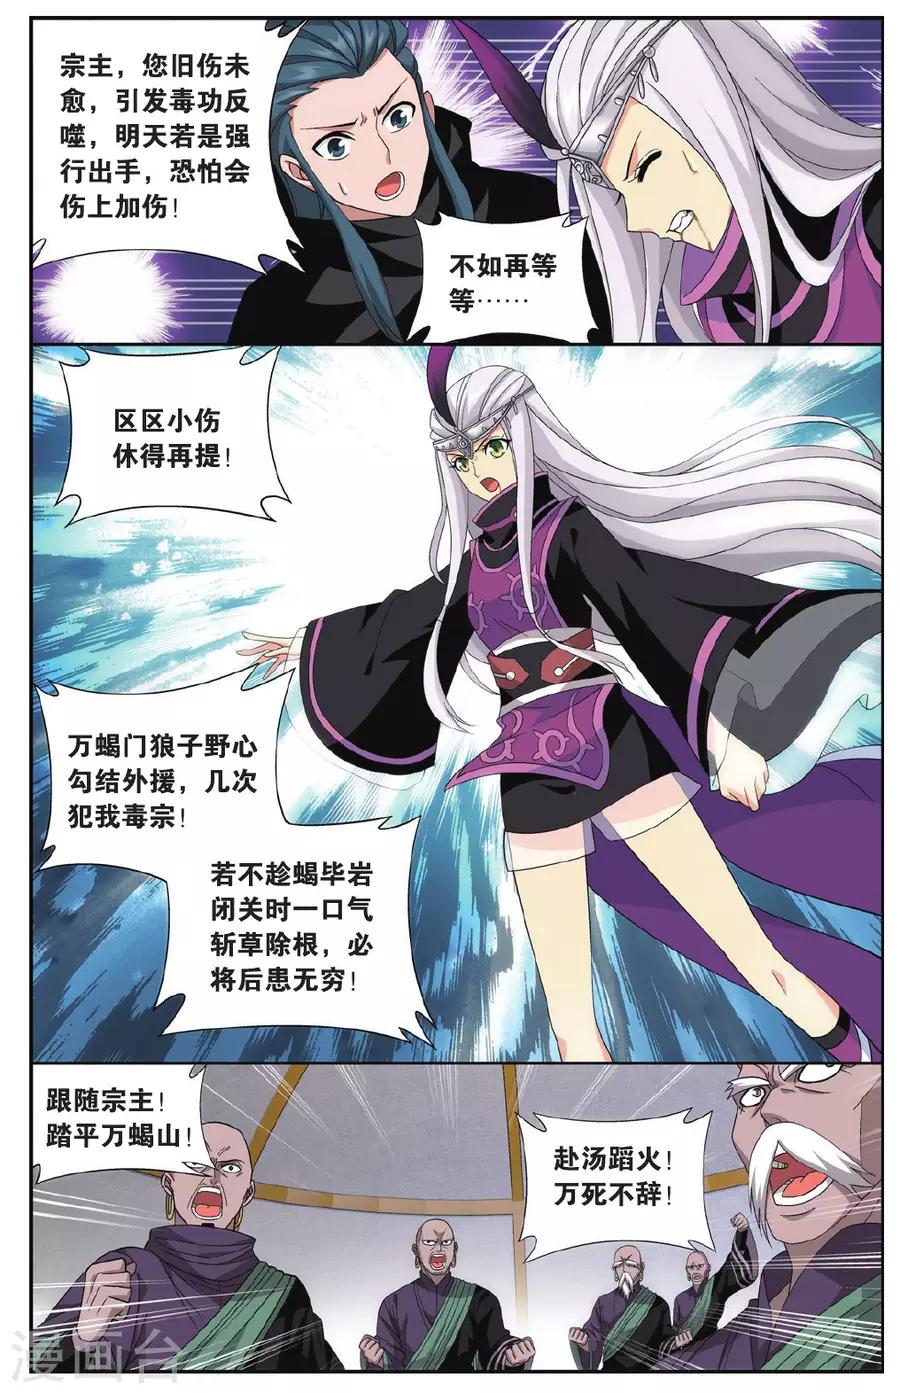 宗主，您旧伤未
愈，引发毒功反
噬，明天若是强
行出手，恐怕会
伤上加伤！
不如再等
等……
区区小伤
休得再提！
万蝎门狼子野心
勾结外援，几次
犯我毒宗！
若不趁蝎毕岩
闭关时一口气
斩草除根，必
将后患无穷！
跟随宗主！
踏平万蝎山！
赴汤蹈火！
万死不辞！
漫画台